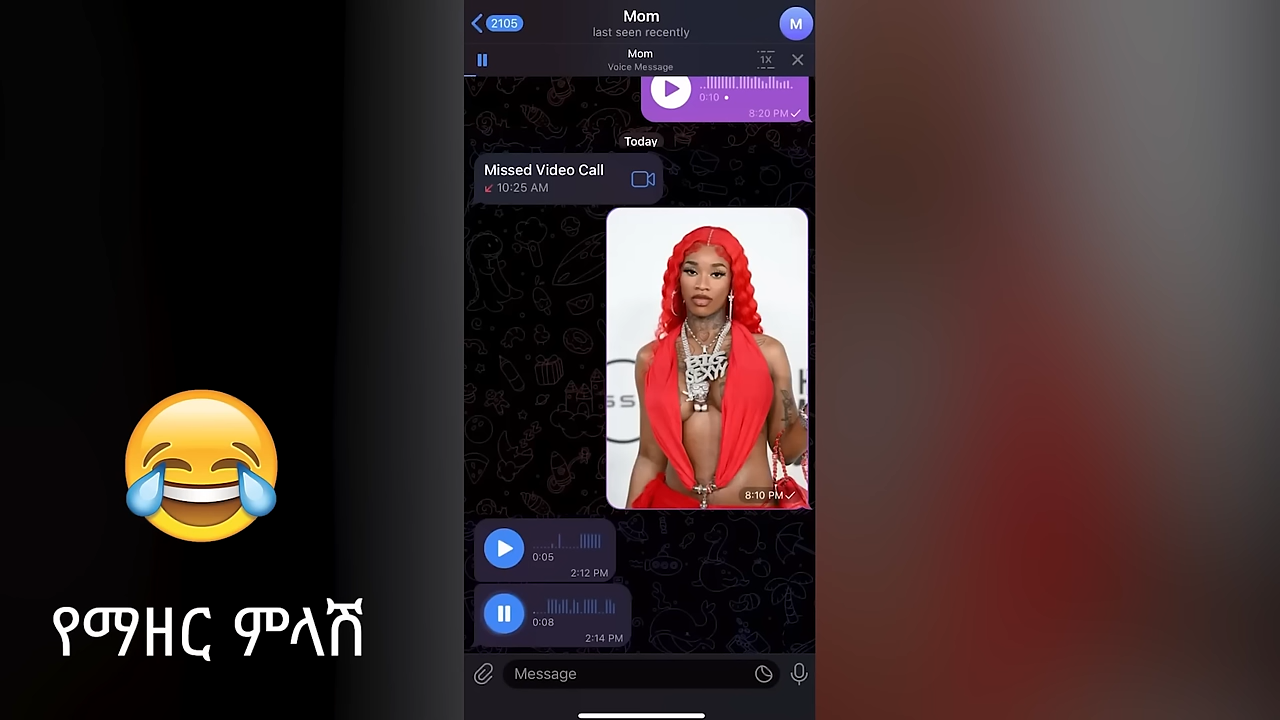 2105
Mom
last seen recently
M
Mom
Voice Message
1X
0:10
8:20 PM
Today
Missed Video Call
10:25 AM
BIG
SEXYY
8:10 PM
0:05
2:12 PM
0:08
2:14 PM
Message
የማዘር ምላሽ